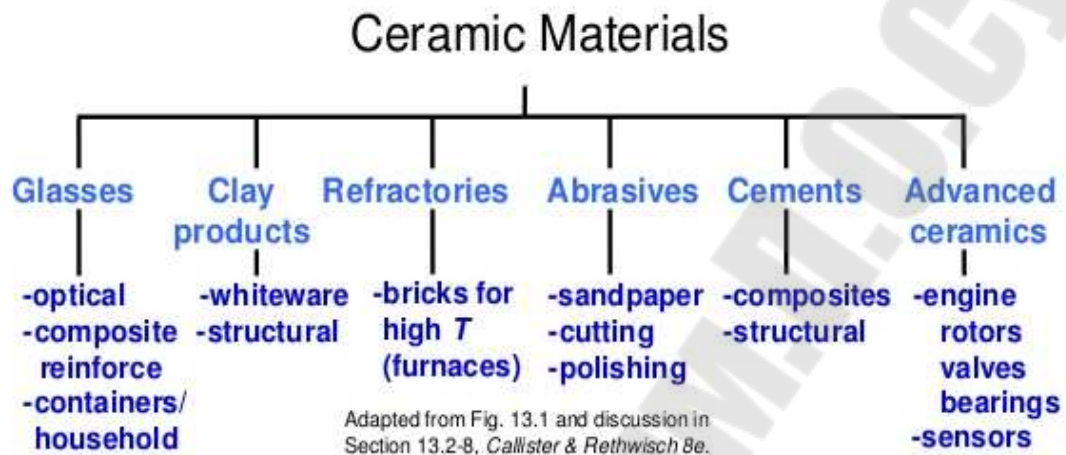 Ceramic Materials
Glasses
-optical
-composite
reinforce
-containers/
household
Clay
products
-whiteware
-structural
Refractories
-bricks for
high T
(furnaces)
Abrasives
-sandpaper
-cutting
-polishing
Cements
-composites
-structural
Advanced
ceramics
-engine
rotors
valves
bearings
-sensors
Adapted from Fig. 13.1 and discussion in
Section 13.2-8, Callister & Rethwisch 8e.